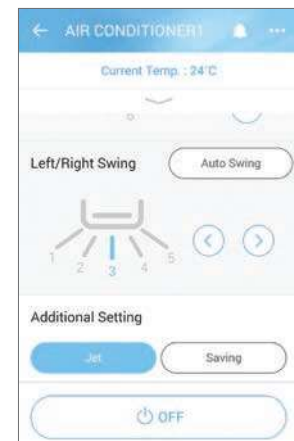 AIR CONDITIONER1
Current Temp. : 24°C
6
Left/Right Swing
Auto Swing
1 2 3 4 5
Additional Setting
Jet
Saving
OFF